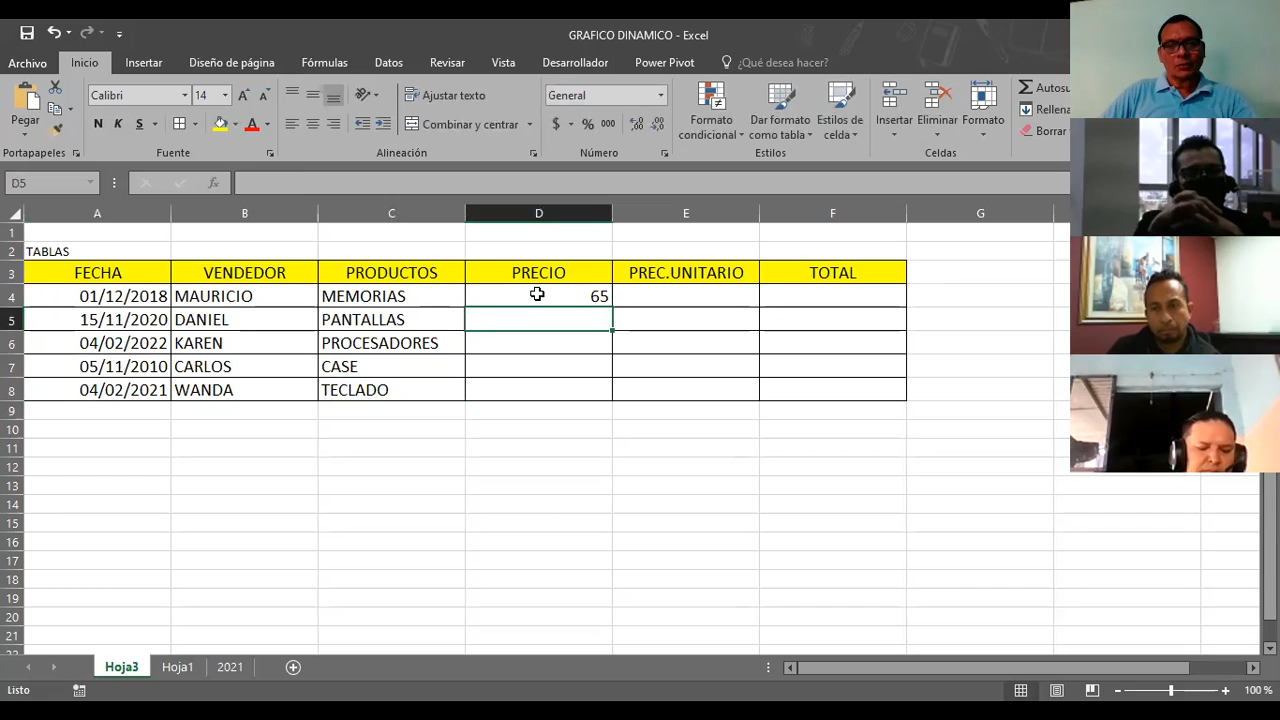 GRAFICO DINAMICO - Excel
Archivo Inicio Insertar Diseño de página Fórmulas Datos Revisar Vista Desarrollador Power Pivot ¿Qué desea hacer?
Pegar
Calibri 14 A A
N K S A
Ajustar texto
Combinar y centrar
General
$ % 000
Formato condicional
Dar formato como tabla
Estilos de celda
Insertar Eliminar Formato
Autosu
Rellena
Borrar
Portapapeles Fuente Alineación Número Estilos Celdas
D5 fx
A B C D E F G
1
2 TABLAS
3 FECHA VENDEDOR PRODUCTOS PRECIO PREC.UNITARIO TOTAL
4 01/12/2018 MAURICIO MEMORIAS 65
5 15/11/2020 DANIEL PANTALLAS
6 04/02/2022 KAREN PROCESADORES
7 05/11/2010 CARLOS CASE
8 04/02/2021 WANDA TECLADO
9
10
11
12
13
14
15
16
17
18
19
20
21
Hoja3 Hoja1 2021
Listo 100 %